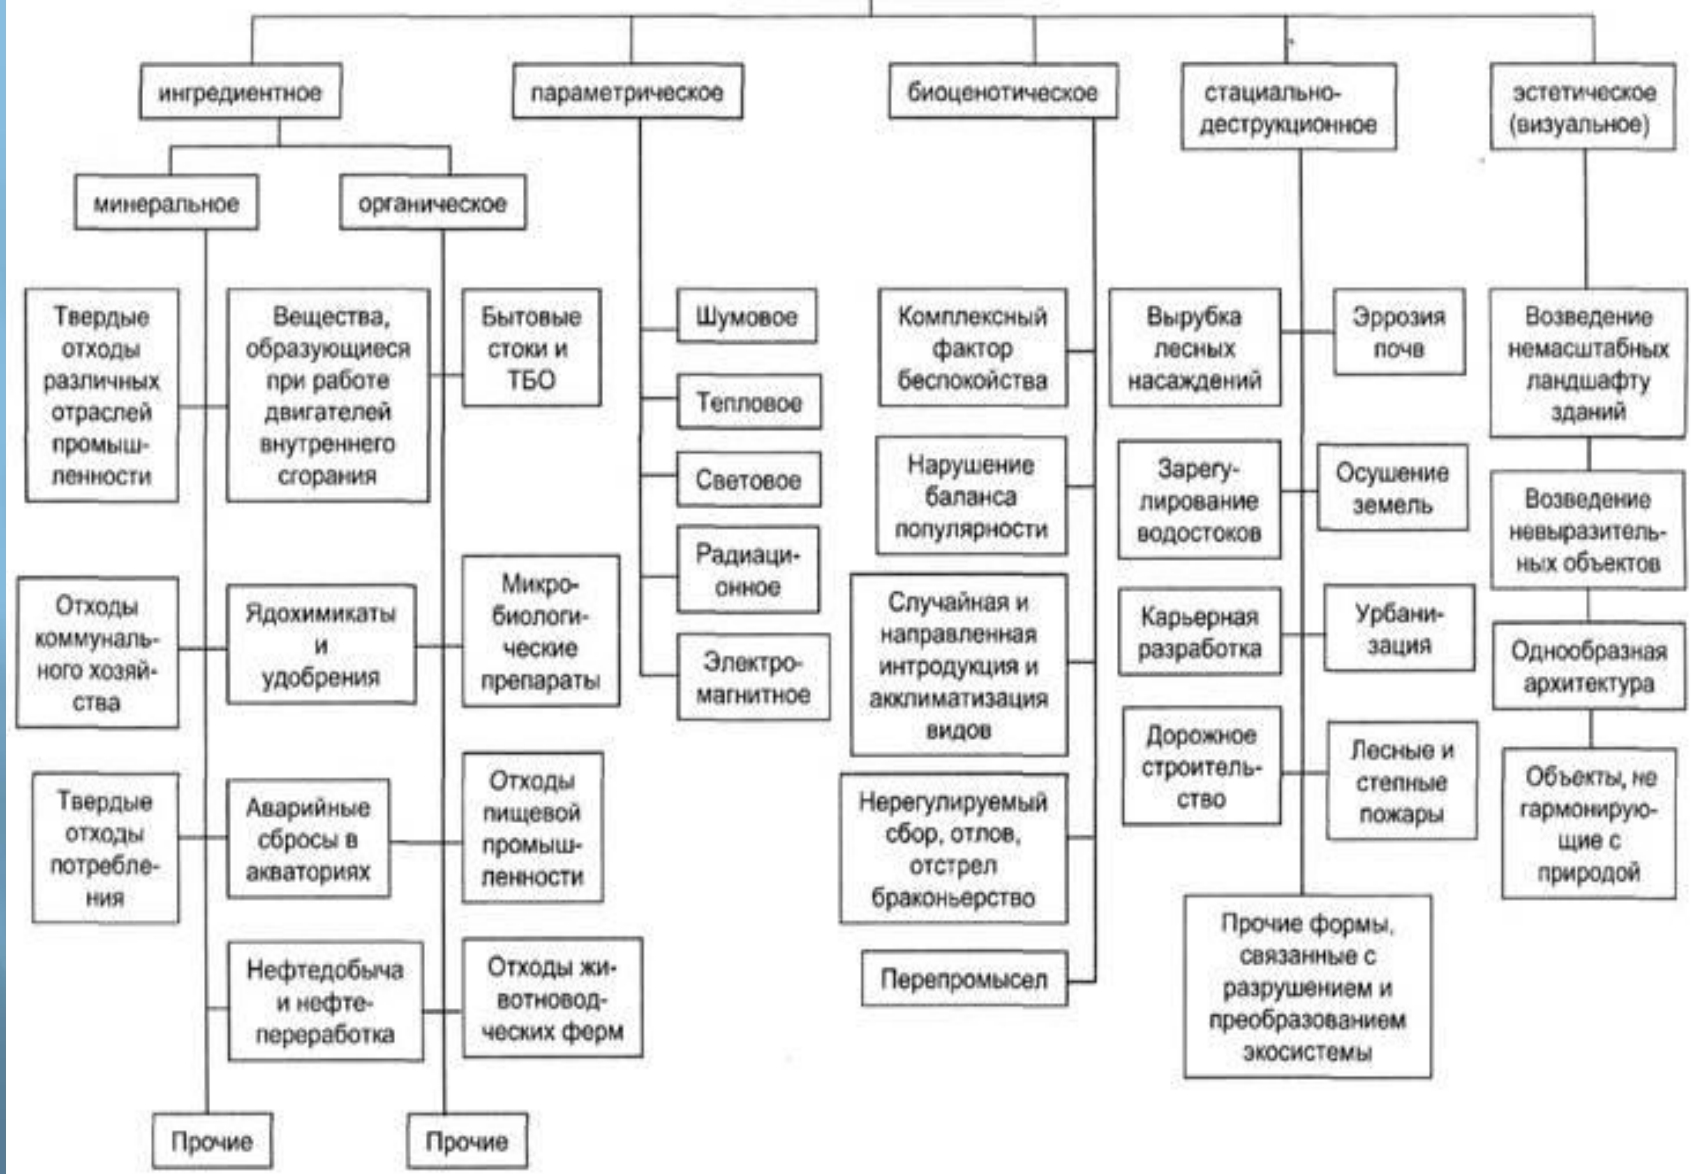 ингредиентное
параметрическое
биоценотическое
стациально-
деструкционное
эстетическое
(визуальное)
минеральное
органическое
Твердые
отходы
различных
отраслей
промыш-
ленности
Вещества,
образующиеся
при работе
двигателей
внутреннего
сгорания
Бытовые
стоки и
ТБО
Отходы
коммуналь-
ного хозяй-
ства
Ядохимикаты
и
удобрения
Микро-
биологи-
ческие
препараты
Твердые
отходы
потребле-
ния
Аварийные
сбросы в
акваториях
Отходы
пищевой
промыш-
ленности
Нефтедобыча
и нефте-
переработка
Отходы жи-
вотновод-
ческих ферм
Прочие
Прочие
Шумовое
Тепловое
Световое
Радиаци-
онное
Электро-
магнитное
Комплексный
фактор
беспокойства
Нарушение
баланса
популярности
Случайная и
направленная
интродукция и
акклиматизация
видов
Нерегулируемый
сбор, отлов,
отстрел
браконьерство
Перепромысел
Вырубка
лесных
насаждений
Эррозия
почв
Зарегу-
лирование
водостоков
Осушение
земель
Карьерная
разработка
Урбани-
зация
Дорожное
строитель-
ство
Лесные и
степные
пожары
Прочие формы,
связанные с
разрушением и
преобразованием
экосистемы
Возведение
немасштабных
ландшафту
зданий
Возведение
невыразитель-
ных объектов
Однообразная
архитектура
Объекты, не
гармонирую-
щие с
природой